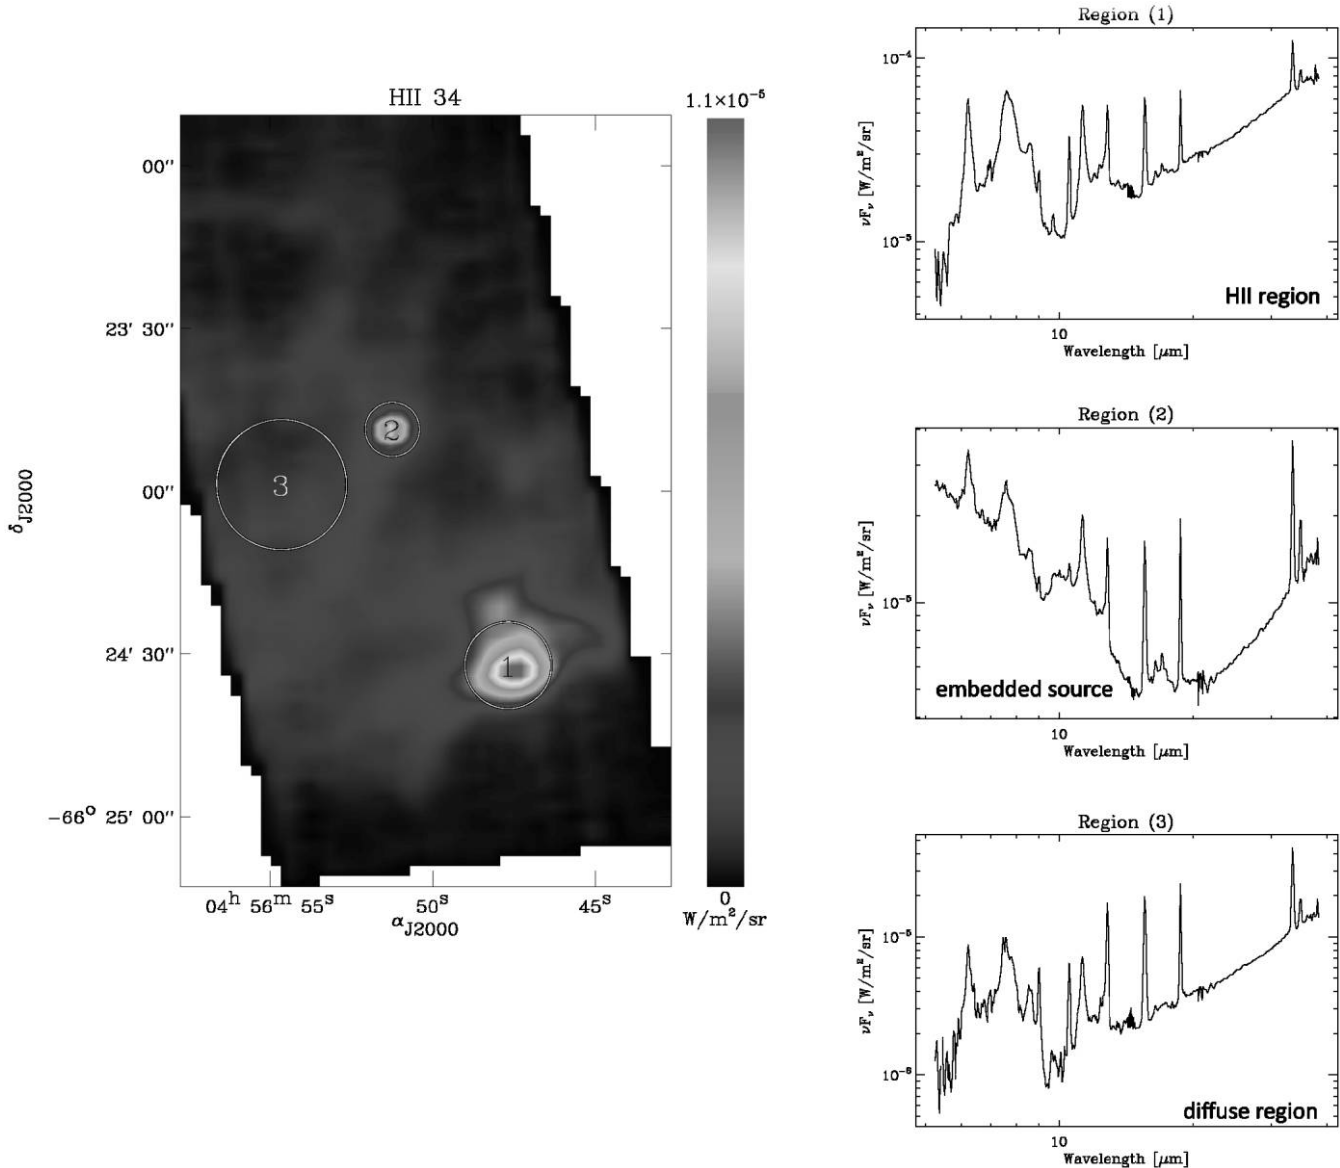 HII 34
1.1×10⁻⁵
00"
23' 30"
00"
24' 30"
−66° 25' 00"
δJ2000
1
2
3
04ʰ 56ᵐ 55ˢ
50ˢ
45ˢ
αJ2000
0
W/m²/sr
Region (1)
νFν [W/m²/sr]
10⁻⁴
10⁻⁵
HII region
10
Wavelength [μm]
Region (2)
νFν [W/m²/sr]
10⁻⁵
embedded source
10
Wavelength [μm]
Region (3)
νFν [W/m²/sr]
10⁻⁵
10⁻⁶
diffuse region
10
Wavelength [μm]